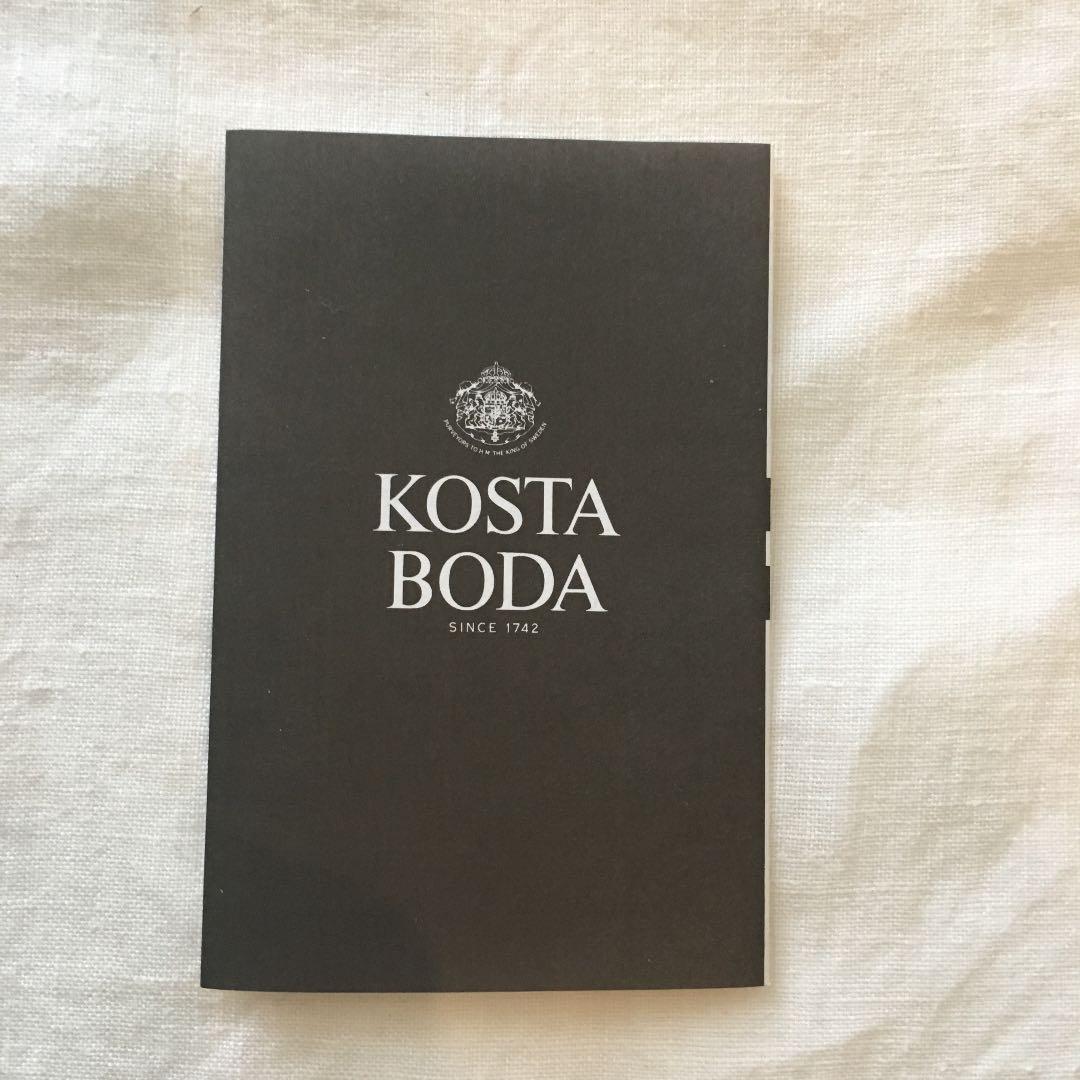 PURVEYORS TO H M THE KING OF SWEDEN
KOSTA
BODA
SINCE 1742